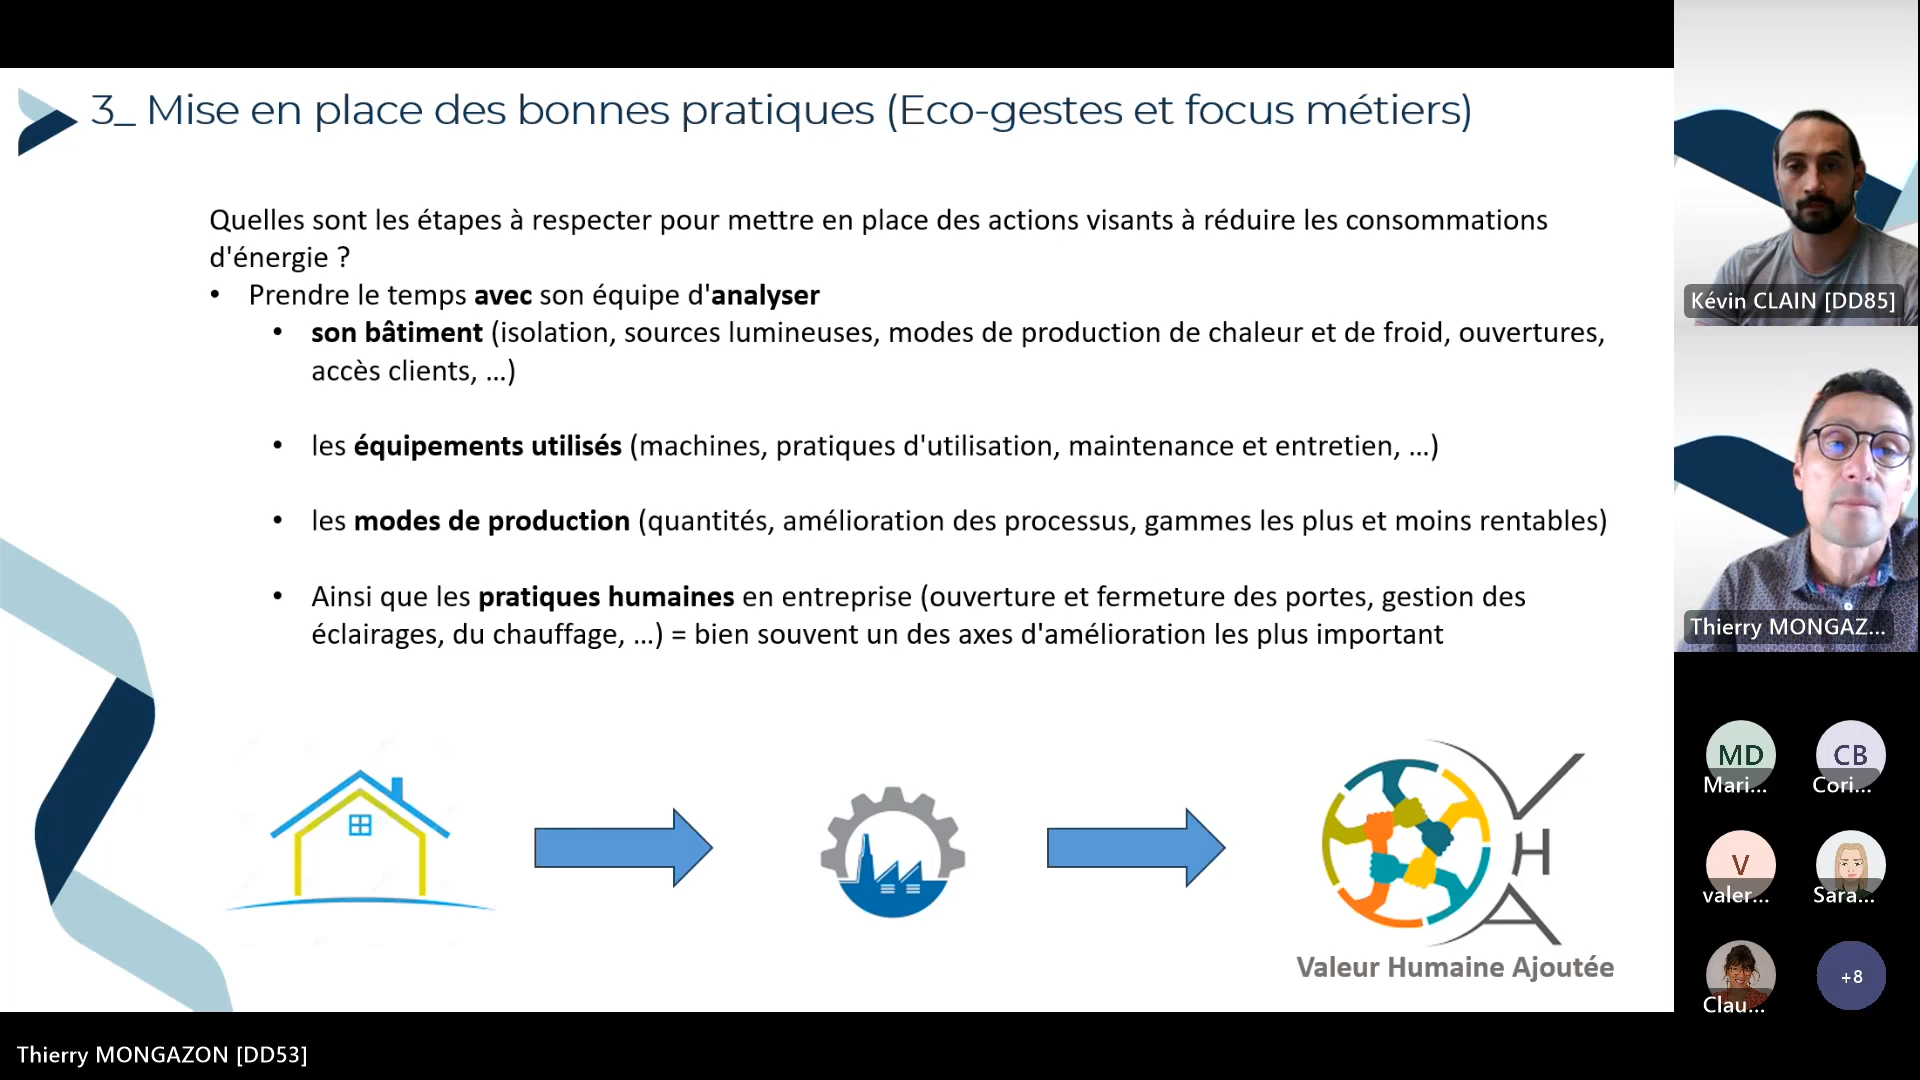 3_ Mise en place des bonnes pratiques (Eco-gestes et focus métiers)
Quelles sont les étapes à respecter pour mettre en place des actions visants à réduire les consommations
d'énergie ?
• Prendre le temps avec son équipe d'analyser
• son bâtiment (isolation, sources lumineuses, modes de production de chaleur et de froid, ouvertures,
accès clients, ...)
• les équipements utilisés (machines, pratiques d'utilisation, maintenance et entretien, ...)
• les modes de production (quantités, amélioration des processus, gammes les plus et moins rentables)
• Ainsi que les pratiques humaines en entreprise (ouverture et fermeture des portes, gestion des
éclairages, du chauffage, ...) = bien souvent un des axes d'amélioration les plus important
V
H
A
Valeur Humaine Ajoutée
Kévin CLAIN [DD85]
Thierry MONGAZ...
MD
Mari...
CB
Cori...
V
valer...
Sara...
Clau...
+8
Thierry MONGAZON [DD53]